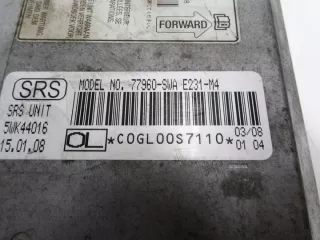 FORWARD
SRS
MODEL NO. 77960-SWA E231-M4
SRS UNIT
5WK44016
15.01.08
OL
*C0GL00S7110*
03/08
01 04